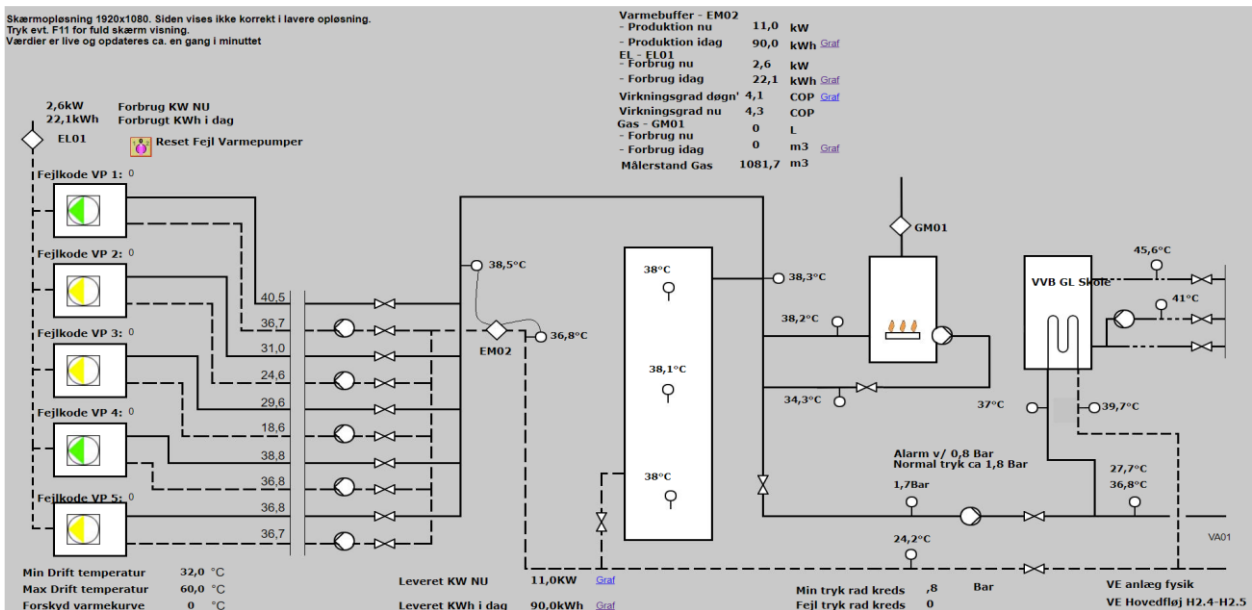 Skærmopløsning 1920x1080. Siden vises ikke korrekt i lavere opløsning.
Tryk evt. F11 for fuld skærm visning.
Værdier er live og opdateres ca. en gang i minuttet
Varmebuffer - EM02
- Produktion nu 11,0 kW
- Produktion idag 90,0 kWh Graf
EL - EL01
- Forbrug nu 2,6 kW
- Forbrug idag 22,1 kWh Graf
Virkningsgrad døgn' 4,1 COP Graf
Virkningsgrad nu 4,3 COP
Gas - GM01
- Forbrug nu 0 L
- Forbrug idag 0 m3 Graf
Målerstand Gas 1081,7 m3
2,6kW Forbrug KW NU
22,1kWh Forbrugt KWh i dag
EL01
Reset Fejl Varmepumper
Fejlkode VP 1: 0
Fejlkode VP 2: 0
Fejlkode VP 3: 0
Fejlkode VP 4: 0
Fejlkode VP 5: 0
40,5
36,7
31,0
24,6
29,6
18,6
38,8
36,8
36,8
36,7
38,5°C
EM02
36,8°C
38°C
38,1°C
38°C
38,3°C
38,2°C
34,3°C
GM01
VVB GL Skole
45,6°C
41°C
37°C
39,7°C
Alarm v/ 0,8 Bar
Normal tryk ca 1,8 Bar
1,7Bar
27,7°C
36,8°C
24,2°C
VA01
Min Drift temperatur 32,0 °C
Max Drift temperatur 60,0 °C
Forskyd varmekurve 0 °C
Leveret KW NU 11,0KW Graf
Leveret KWh i dag 90,0kWh Graf
Min tryk rad kreds ,8 Bar
Fejl tryk rad kreds 0
VE anlæg fysik
VE Hovedfløj H2.4-H2.5